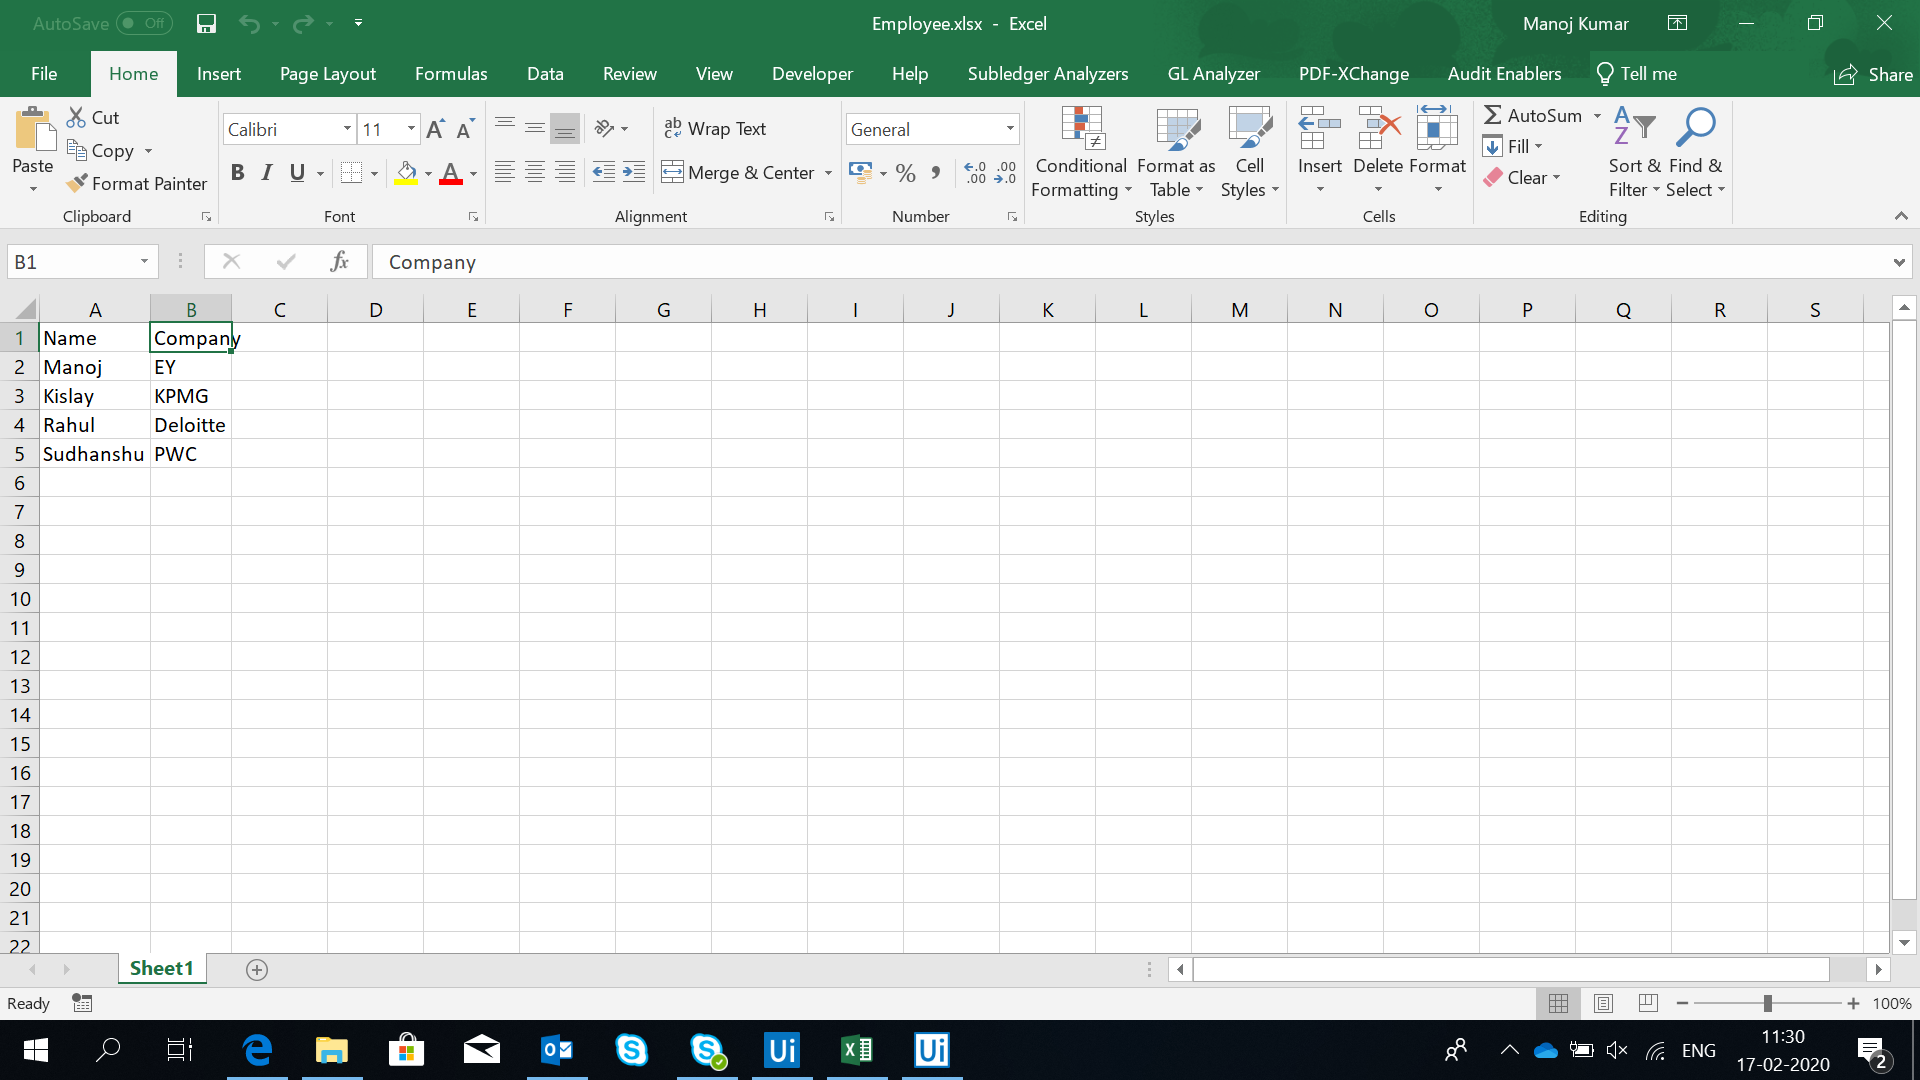 AutoSave Off
Employee.xlsx - Excel
Manoj Kumar
File Home Insert Page Layout Formulas Data Review View Developer Help Subledger Analyzers GL Analyzer PDF-XChange Audit Enablers Tell me Share
Paste
Cut
Copy
Format Painter
Clipboard
Calibri 11
B I U
Font
Wrap Text
Merge & Center
Alignment
General
Number
Conditional Formatting
Format as Table
Cell Styles
Styles
Insert Delete Format
Cells
AutoSum
Fill
Clear
Sort & Filter
Find & Select
Editing
B1 fx Company
A B C D E F G H I J K L M N O P Q R S
1 Name Company
2 Manoj EY
3 Kislay KPMG
4 Rahul Deloitte
5 Sudhanshu PWC
6
7
8
9
10
11
12
13
14
15
16
17
18
19
20
21
22
Sheet1
Ready 100%
ENG
11:30
17-02-2020
2